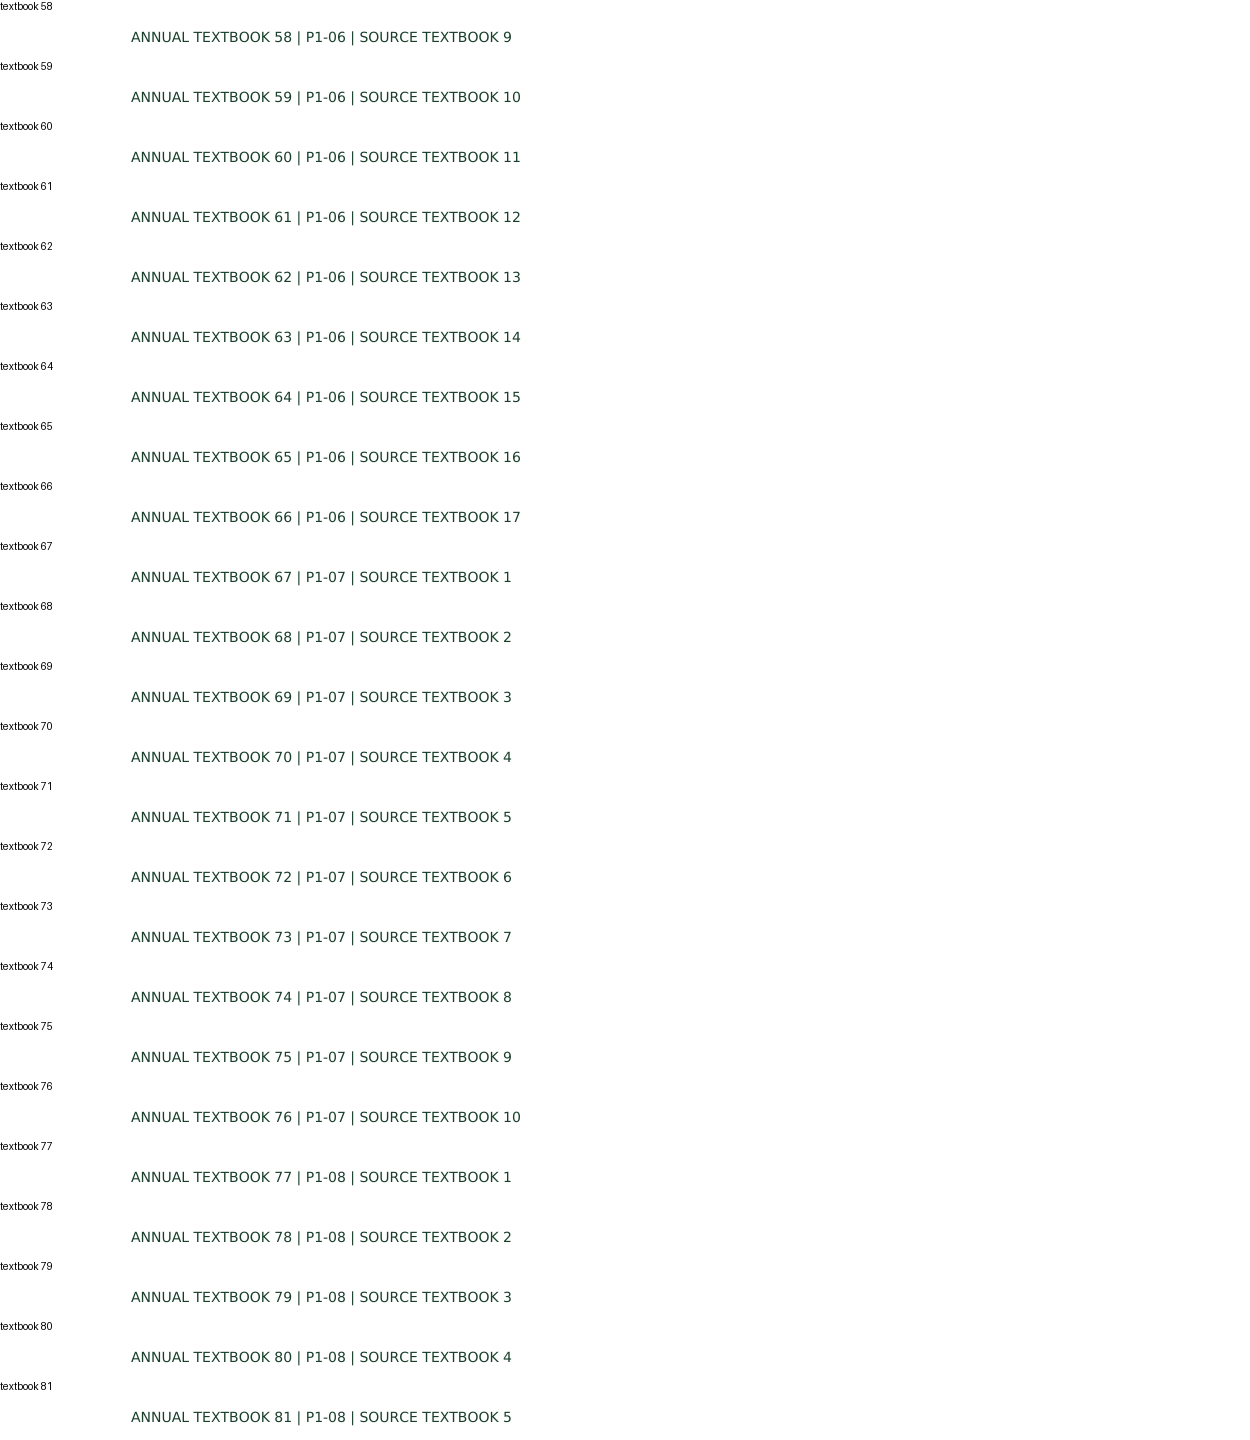 textbook 58
ANNUAL TEXTBOOK 58 | P1-06 | SOURCE TEXTBOOK 9
textbook 59
ANNUAL TEXTBOOK 59 | P1-06 | SOURCE TEXTBOOK 10
textbook 60
ANNUAL TEXTBOOK 60 | P1-06 | SOURCE TEXTBOOK 11
textbook 61
ANNUAL TEXTBOOK 61 | P1-06 | SOURCE TEXTBOOK 12
textbook 62
ANNUAL TEXTBOOK 62 | P1-06 | SOURCE TEXTBOOK 13
textbook 63
ANNUAL TEXTBOOK 63 | P1-06 | SOURCE TEXTBOOK 14
textbook 64
ANNUAL TEXTBOOK 64 | P1-06 | SOURCE TEXTBOOK 15
textbook 65
ANNUAL TEXTBOOK 65 | P1-06 | SOURCE TEXTBOOK 16
textbook 66
ANNUAL TEXTBOOK 66 | P1-06 | SOURCE TEXTBOOK 17
textbook 67
ANNUAL TEXTBOOK 67 | P1-07 | SOURCE TEXTBOOK 1
textbook 68
ANNUAL TEXTBOOK 68 | P1-07 | SOURCE TEXTBOOK 2
textbook 69
ANNUAL TEXTBOOK 69 | P1-07 | SOURCE TEXTBOOK 3
textbook 70
ANNUAL TEXTBOOK 70 | P1-07 | SOURCE TEXTBOOK 4
textbook 71
ANNUAL TEXTBOOK 71 | P1-07 | SOURCE TEXTBOOK 5
textbook 72
ANNUAL TEXTBOOK 72 | P1-07 | SOURCE TEXTBOOK 6
textbook 73
ANNUAL TEXTBOOK 73 | P1-07 | SOURCE TEXTBOOK 7
textbook 74
ANNUAL TEXTBOOK 74 | P1-07 | SOURCE TEXTBOOK 8
textbook 75
ANNUAL TEXTBOOK 75 | P1-07 | SOURCE TEXTBOOK 9
textbook 76
ANNUAL TEXTBOOK 76 | P1-07 | SOURCE TEXTBOOK 10
textbook 77
ANNUAL TEXTBOOK 77 | P1-08 | SOURCE TEXTBOOK 1
textbook 78
ANNUAL TEXTBOOK 78 | P1-08 | SOURCE TEXTBOOK 2
textbook 79
ANNUAL TEXTBOOK 79 | P1-08 | SOURCE TEXTBOOK 3
textbook 80
ANNUAL TEXTBOOK 80 | P1-08 | SOURCE TEXTBOOK 4
textbook 81
ANNUAL TEXTBOOK 81 | P1-08 | SOURCE TEXTBOOK 5